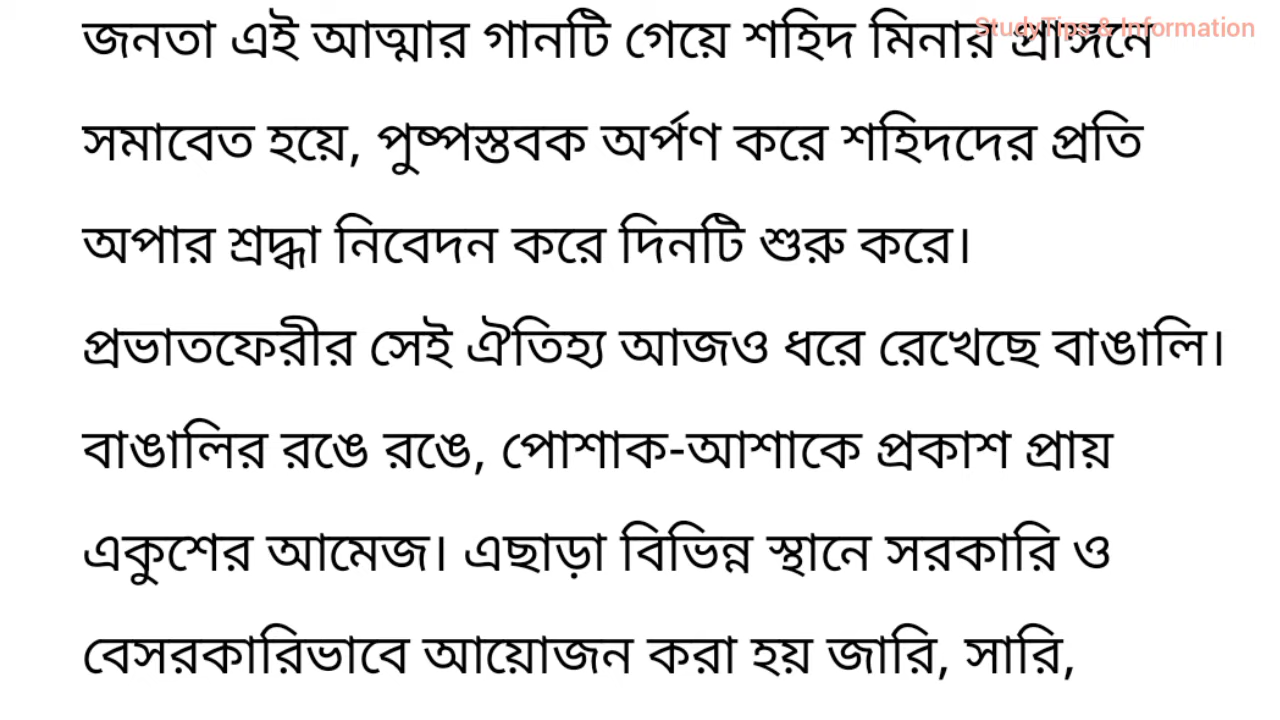 জনতা এই আত্মার গানটি গেয়ে শহিদ মিনার প্রাঙ্গনে
StudyTips & Information
সমাবেত হয়ে, পুষ্পস্তবক অর্পণ করে শহিদদের প্রতি
অপার শ্রদ্ধা নিবেদন করে দিনটি শুরু করে।
প্রভাতফেরীর সেই ঐতিহ্য আজও ধরে রেখেছে বাঙালি।
বাঙালির রঙে রঙে, পোশাক-আশাকে প্রকাশ প্রায়
একুশের আমেজ। এছাড়া বিভিন্ন স্থানে সরকারি ও
বেসরকারিভাবে আয়োজন করা হয় জারি, সারি,